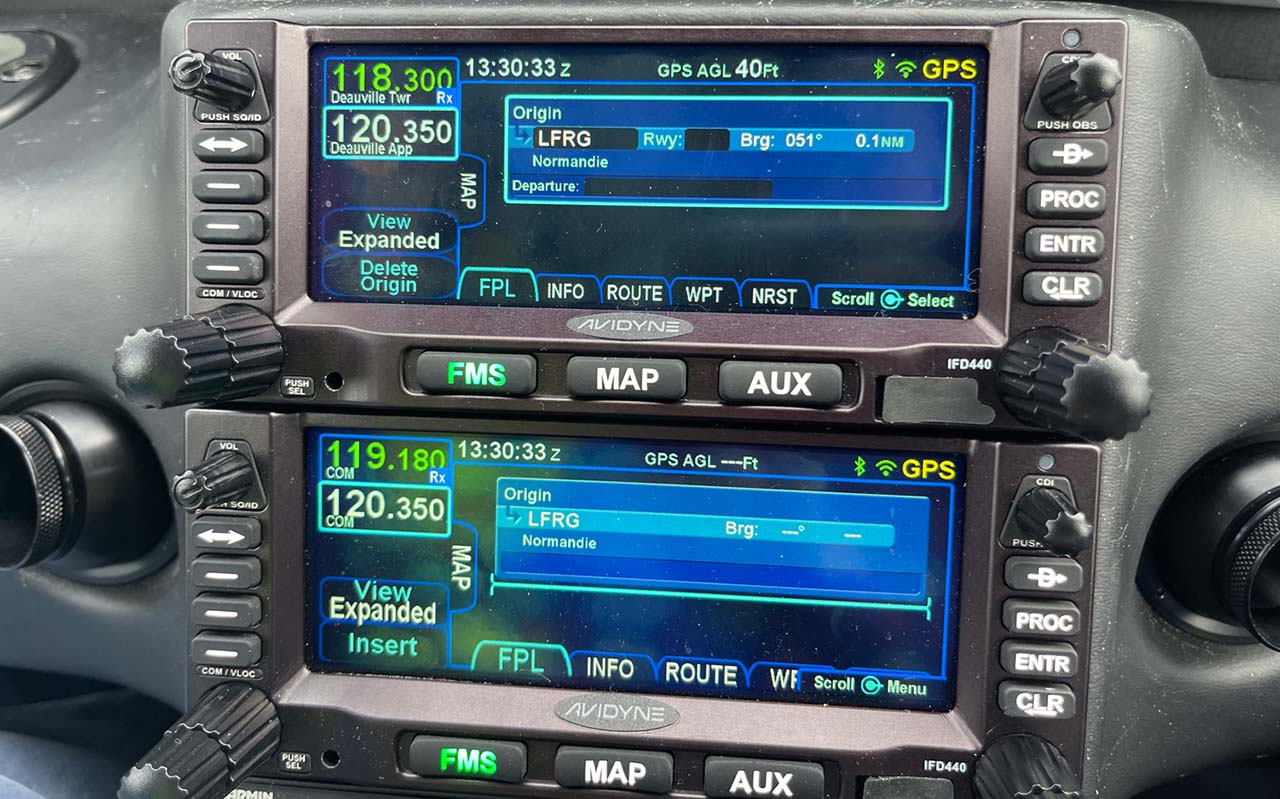 VOL
PUSH SQ/ID
COM / VLOC
118.300
Deauville Twr Rx
120.350
Deauville App
13:30:33 Z
GPS AGL 40Ft
GPS
Origin
LFRG Rwy: Brg: 051° 0.1NM
Normandie
Departure:
MAP
View
Expanded
Delete
Origin
FPL INFO ROUTE WPT NRST Scroll Select
PUSH OBS
D
PROC
ENTR
CLR
AVIDYNE
IFD440
PUSH
SEL
FMS MAP AUX
VOL
SQ/ID
COM / VLOC
119.180
COM Rx
120.350
COM
13:30:33 Z
GPS AGL ---Ft
GPS
Origin
LFRG Brg: ---° ---
Normandie
MAP
View
Expanded
Insert
FPL INFO ROUTE Scroll Menu
CDI
D
PROC
ENTR
CLR
AVIDYNE
IFD440
PUSH
SEL
FMS MAP AUX
GARMIN